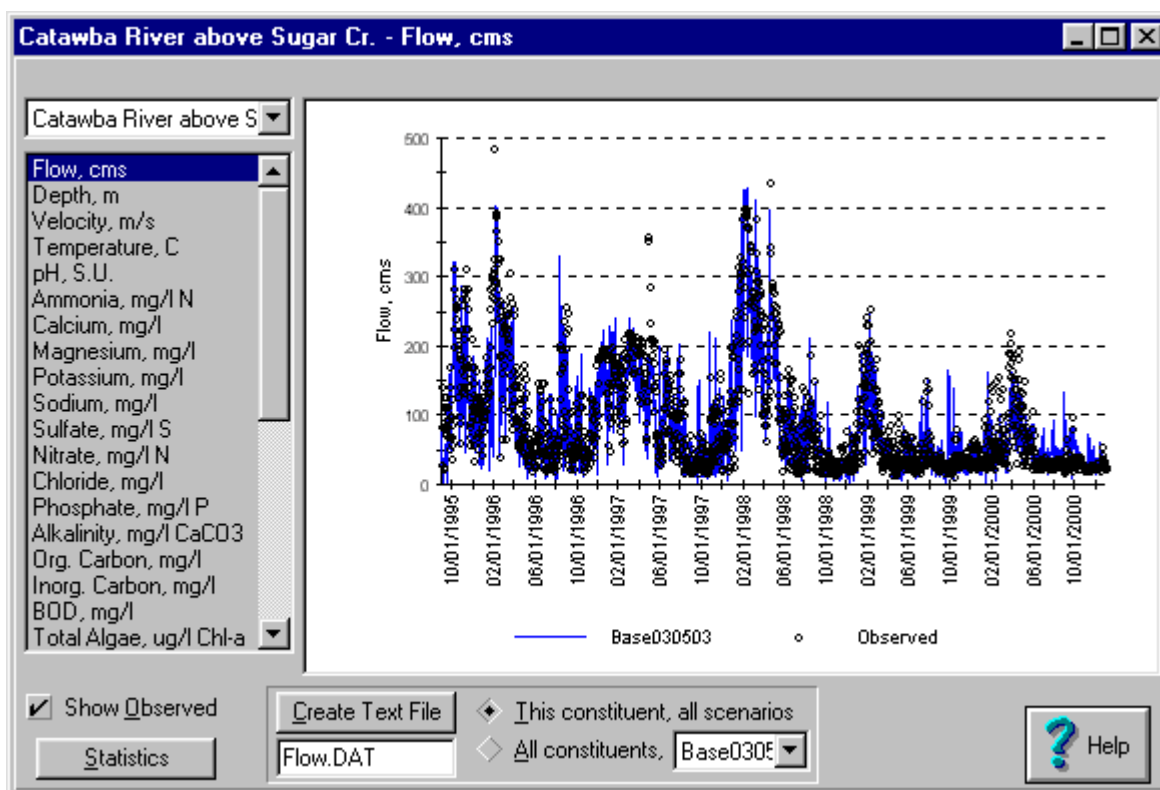 Catawba River above Sugar Cr. - Flow, cms
Catawba River above S
Flow, cms
Depth, m
Velocity, m/s
Temperature, C
pH, S.U.
Ammonia, mg/l N
Calcium, mg/l
Magnesium, mg/l
Potassium, mg/l
Sodium, mg/l
Sulfate, mg/l S
Nitrate, mg/l N
Chloride, mg/l
Phosphate, mg/l P
Alkalinity, mg/l CaCO3
Org. Carbon, mg/l
Inorg. Carbon, mg/l
BOD, mg/l
Total Algae, ug/l Chl-a
Flow, cms
500
400
300
200
100
0
10/01/1995
02/01/1996
06/01/1996
10/01/1996
02/01/1997
06/01/1997
10/01/1997
02/01/1998
06/01/1998
10/01/1998
02/01/1999
06/01/1999
10/01/1999
02/01/2000
06/01/2000
10/01/2000
Base030503 Observed
Show Observed
Statistics
Create Text File
Flow.DAT
This constituent, all scenarios
All constituents, Base0305
? Help